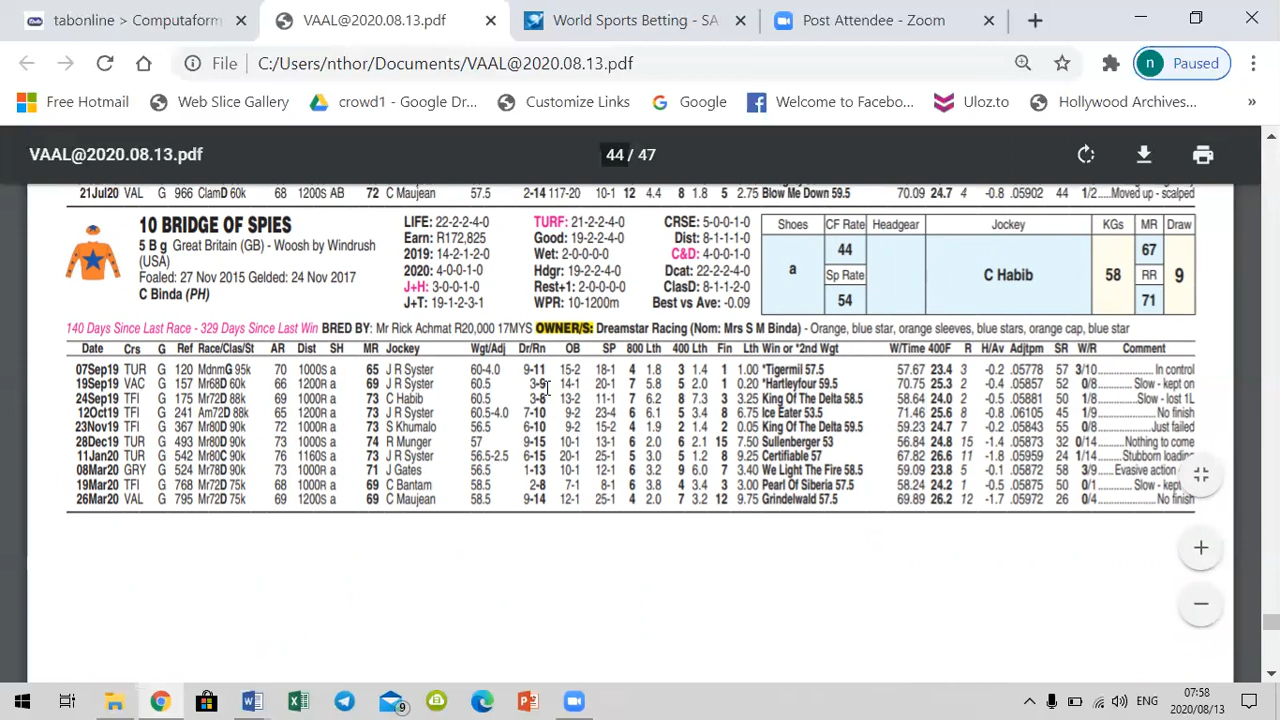 tabonline > Computaform
VAAL@2020.08.13.pdf
World Sports Betting - SA
Post Attendee - Zoom
File
C:/Users/nthor/Documents/VAAL@2020.08.13.pdf
n Paused
Free Hotmail
Web Slice Gallery
crowd1 - Google Dr...
Customize Links
Google
Welcome to Facebo...
Uloz.to
Hollywood Archives...
»
VAAL@2020.08.13.pdf
44 / 47
21Jul20 VAL G 966 ClamD 60k 68 1200s AB 72 C Maujean 57.5 2-14 117-20 10-1 12 4.4 8 1.8 5 2.75 Blow Me Down 59.5 70.09 24.7 4 -0.8 .05902 44 1/2 ......Moved up - scalped
10 BRIDGE OF SPIES
5 B g Great Britain (GB) - Woosh by Windrush
(USA)
Foaled: 27 Nov 2015 Gelded: 24 Nov 2017
C Binda (PH)
LIFE: 22-2-2-4-0 TURF: 21-2-2-4-0 CRSE: 5-0-0-1-0
Earn: R172,825 Good: 19-2-2-4-0 Dist: 8-1-1-1-0
2019: 14-2-1-2-0 Wet: 2-0-0-0-0 C&D: 4-0-0-1-0
2020: 4-0-0-1-0 Hdgr: 19-2-2-4-0 Dcat: 22-2-2-4-0
J+H: 3-0-0-1-0 Rest+1: 2-0-0-0-0 ClasD: 8-1-1-2-0
J+T: 19-1-2-3-1 WPR: 10-1200m Best vs Ave: -0.09
Shoes CF Rate Headgear Jockey KGs MR Draw
a 44 Sp Rate 54 C Habib 58 67 RR 71 9
140 Days Since Last Race - 329 Days Since Last Win BRED BY: Mr Rick Achmat R20,000 17MYS OWNER/S: Dreamstar Racing (Nom: Mrs S M Binda) - Orange, blue star, orange sleeves, blue stars, orange cap, blue star
Date Crs G Ref Race/Clas/St AR Dist SH MR Jockey Wgt/Adj Dr/Rn OB SP 800 Lth 400 Lth Fin Lth Win or *2nd Wgt W/Time 400F R H/Av Adjtpm SR W/R Comment
07Sep19 TUR G 120 MdnmG 95k 70 1000s A 65 J R Syster 60-4.0 9-11 15-2 18-1 4 1.8 3 1.4 1 1.00 *Tigermil 57.5 57.67 23.4 3 -0.2 .05778 57 3/10 ............ In control
19Sep19 VAC G 157 Mr68D 60k 66 1200r a 69 J R Syster 60.5 3-9 14-1 20-1 7 5.8 5 2.0 1 0.20 *Hartleyfour 59.5 70.75 25.3 2 -0.4 .05952 42 0/8 .... Slow - kept on
24Sep19 TFI G 175 Mr72D 88k 65 1000r A 73 C Habib 60.5 3-8 13-2 11-1 7 6.2 8 7.3 3 3.25 King Of The Delta 58.5 58.64 24.0 2 -0.5 .05881 50 1/8 ...... Slow - lost 1L
12Oct19 TFI G 241 Am72D 88k 65 1200r a 73 J R Syster 60.5-4.0 7-10 9-2 23-4 6 6.1 5 3.4 8 6.75 Ice Eater 53.5 71.46 25.6 8 -0.8 .05981 44 1/9 ............ No finish
23Nov19 TFI G 367 Mr80D 90k 72 1000r a 73 S Khumalo 60.5 6-10 9-2 15-2 4 1.9 2 1.4 2 0.05 King Of The Delta 59.5 59.23 24.7 7 -0.2 .05843 55 0/8 .......... Just failed
28Dec19 TUR G 493 Mr80D 90k 73 1000s a 74 R Munger 57 9-15 10-1 13-1 6 2.0 6 2.1 15 7.50 Sullenberger 53 56.84 24.8 15 -1.4 .05873 32 0/14 ... Nothing to come
11Jan20 TUR G 542 Mr80C 90k 76 1160s a 73 J R Syster 56.5-2.5 6-15 20-1 25-1 5 3.0 5 1.2 8 9.25 Certifiable 57 67.82 26.6 11 -1.8 .05959 24 1/14 .. Stubborn loadin
08Mar20 GRY G 524 Mr78D 90k 73 1000r A 71 J Gates 58.5 1-13 10-1 12-1 6 3.2 9 6.0 7 3.40 We Light The Fire 58.5 59.09 23.8 5 -0.1 .05872 58 3/9 .... Evasive action
19Mar20 TFI G 768 Mr72D 75k 68 1000r A 69 C Bantam 58.5 2-8 7-1 8-1 6 3.8 4 3.4 3 3.00 Pearl Of Siberia 57.5 58.24 24.2 1 -0.5 .05875 50 0/1 .......... Slow - kept
26Mar20 VAL G 795 Mr72D 75k 69 1200s a 69 C Maujean 58.5 9-14 12-1 25-1 4 2.0 7 3.2 12 9.75 Grindelwald 57.5 69.89 26.2 12 -1.7 .05972 26 0/4 ............ No finish
9
ENG
07:58
2020/08/13